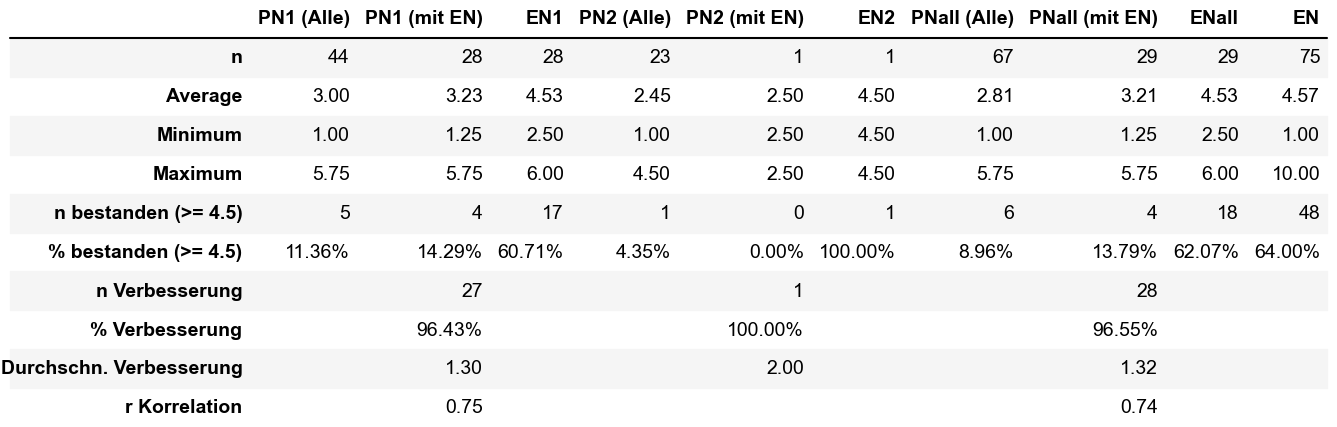 PN1 (Alle) PN1 (mit EN) EN1 PN2 (Alle) PN2 (mit EN) EN2 PNall (Alle) PNall (mit EN) ENall EN
n 44 28 28 23 1 1 67 29 29 75
Average 3.00 3.23 4.53 2.45 2.50 4.50 2.81 3.21 4.53 4.57
Minimum 1.00 1.25 2.50 1.00 2.50 4.50 1.00 1.25 2.50 1.00
Maximum 5.75 5.75 6.00 4.50 2.50 4.50 5.75 5.75 6.00 10.00
n bestanden (>= 4.5) 5 4 17 1 0 1 6 4 18 48
% bestanden (>= 4.5) 11.36% 14.29% 60.71% 4.35% 0.00% 100.00% 8.96% 13.79% 62.07% 64.00%
n Verbesserung 27 1 28
% Verbesserung 96.43% 100.00% 96.55%
Durchschn. Verbesserung 1.30 2.00 1.32
r Korrelation 0.75 0.74